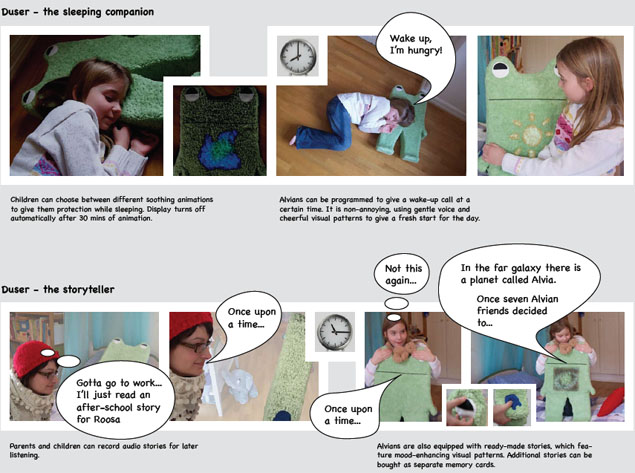 Duser - the sleeping companion
Wake up,
I'm hungry!
Children can choose between different soothing animations
to give them protection while sleeping. Display turns off
automatically after 30 mins of animation.
Alvians can be programmed to give a wake-up call at a
certain time. It is non-annoying, using gentle voice and
cheerful visual patterns to give a fresh start for the day.
Duser - the storyteller
Gotta go to work...
I'll just read an
after-school story
for Roosa
Once upon
a time...
Not this
again...
Once upon
a time...
In the far galaxy there is
a planet called Alvia.
Once seven Alvian
friends decided
to...
Parents and children can record audio stories for later
listening.
Alvians are also equipped with ready-made stories, which fea-
ture mood-enhancing visual patterns. Additional stories can be
bought as separate memory cards.